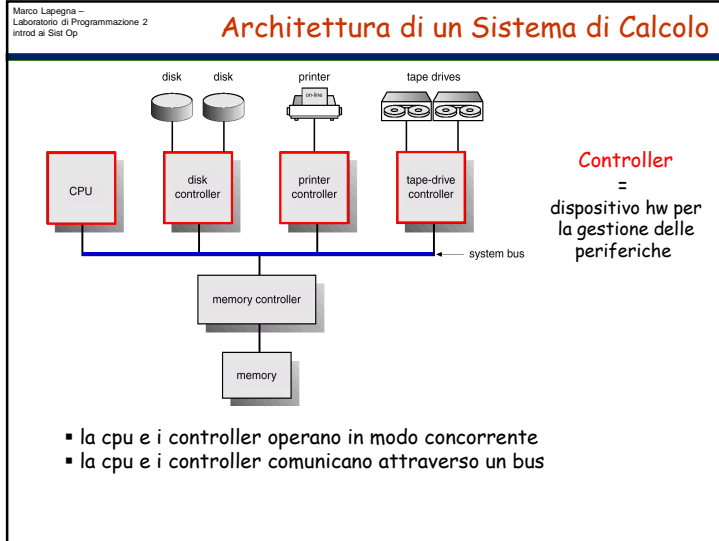 Marco Lapegna –
Laboratorio di Programmazione 2
introd ai Sist Op
Architettura di un Sistema di Calcolo
disk
disk
printer
tape drives
on-line
CPU
disk
controller
printer
controller
tape-drive
controller
system bus
memory controller
memory
Controller
=
dispositivo hw per
la gestione delle
periferiche
▪ la cpu e i controller operano in modo concorrente
▪ la cpu e i controller comunicano attraverso un bus